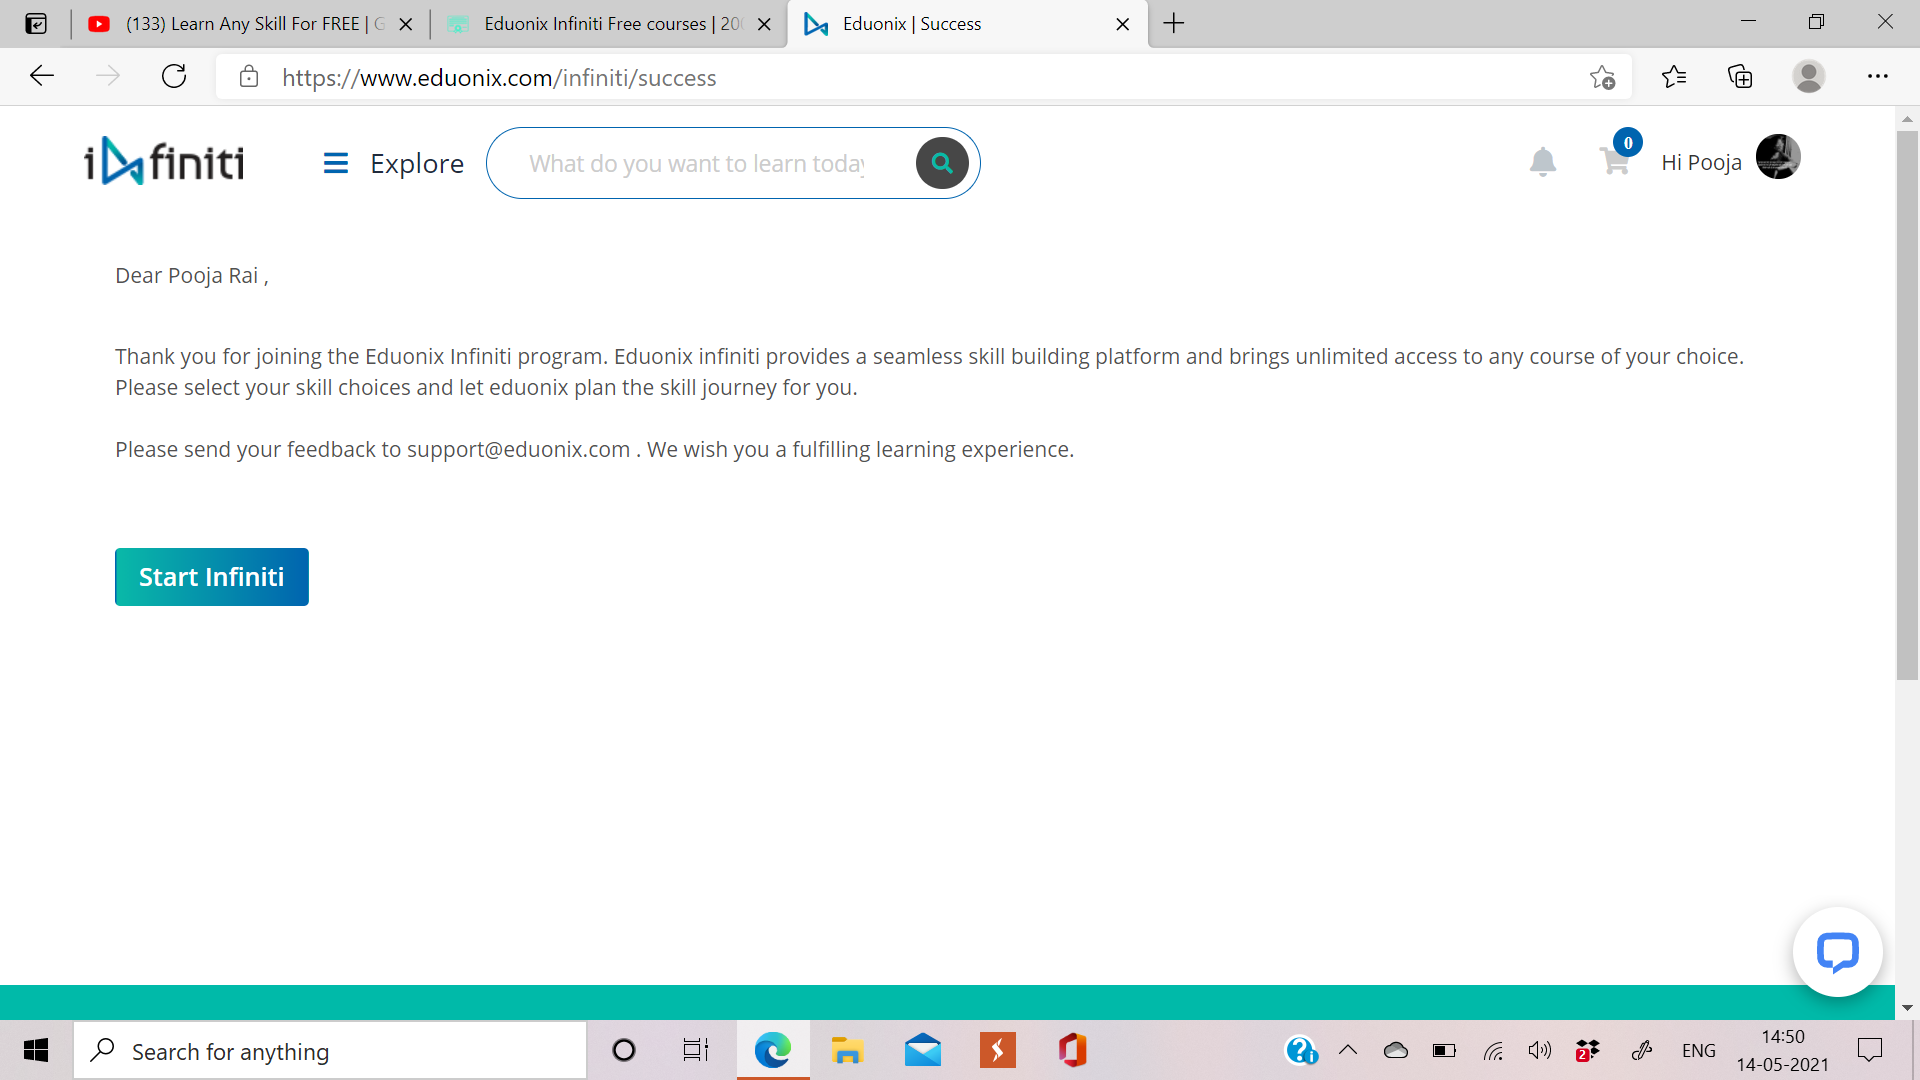 (133) Learn Any Skill For FREE | G
Eduonix Infiniti Free courses | 20
Eduonix | Success
https://www.eduonix.com/infiniti/success
infiniti
Explore
What do you want to learn today
0
Hi Pooja
Dear Pooja Rai ,
Thank you for joining the Eduonix Infiniti program. Eduonix infiniti provides a seamless skill building platform and brings unlimited access to any course of your choice.
Please select your skill choices and let eduonix plan the skill journey for you.
Please send your feedback to support@eduonix.com . We wish you a fulfilling learning experience.
Start Infiniti
Search for anything
2
ENG
14:50
14-05-2021